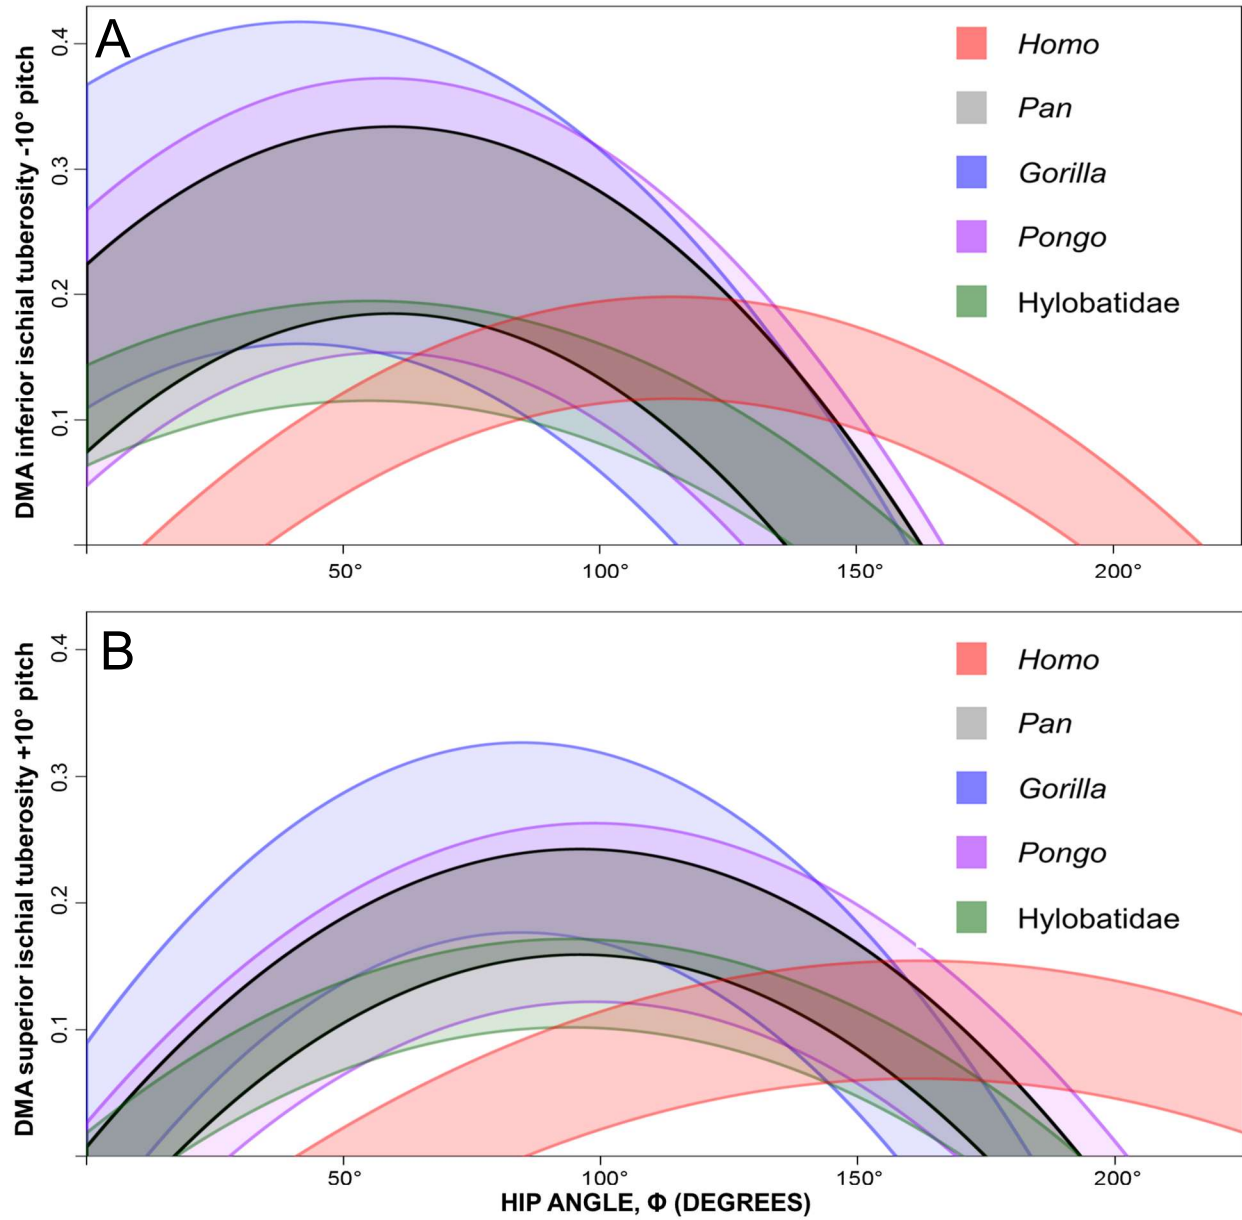 A
DMA inferior ischial tuberosity -10° pitch
0.4
0.3
0.2
0.1
Homo
Pan
Gorilla
Pongo
Hylobatidae
50°
100°
150°
200°
B
DMA superior ischial tuberosity +10° pitch
0.4
0.3
0.2
0.1
Homo
Pan
Gorilla
Pongo
Hylobatidae
50°
100°
150°
200°
HIP ANGLE, Φ (DEGREES)